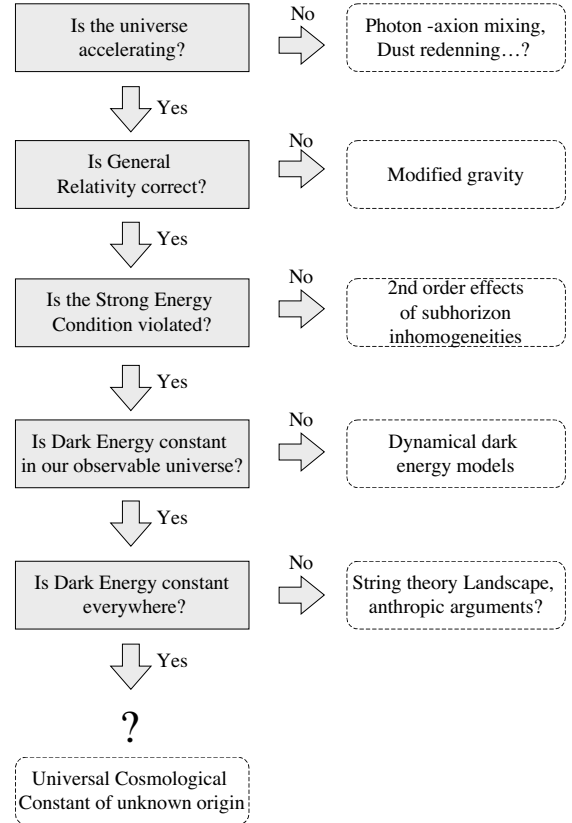 Is the universe
accelerating?
No
Photon -axion mixing,
Dust redenning...?
Yes
Is General
Relativity correct?
No
Modified gravity
Yes
Is the Strong Energy
Condition violated?
No
2nd order effects
of subhorizon
inhomogeneities
Yes
Is Dark Energy constant
in our observable universe?
No
Dynamical dark
energy models
Yes
Is Dark Energy constant
everywhere?
No
String theory Landscape,
anthropic arguments?
Yes
?
Universal Cosmological
Constant of unknown origin